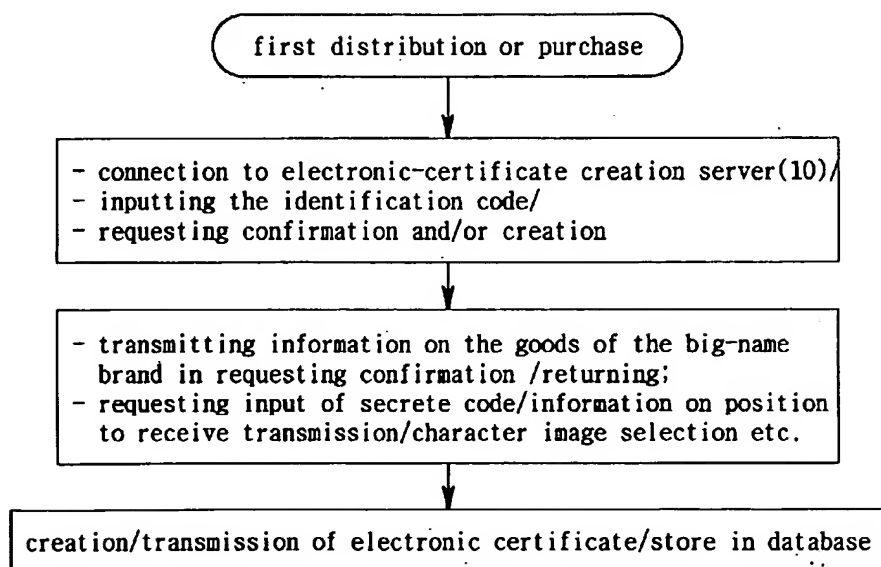 first distribution or purchase
- connection to electronic-certificate creation server(10)/
- inputting the identification code/
- requesting confirmation and/or creation
- transmitting information on the goods of the big-name
brand in requesting confirmation /returning;
- requesting input of secrete code/information on position
to receive transmission/character image selection etc.
creation/transmission of electronic certificate/store in database